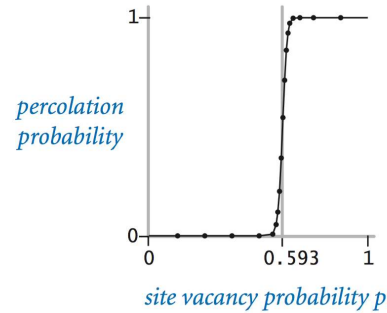 1
percolation
probability
0
0 0.593 1
site vacancy probability p